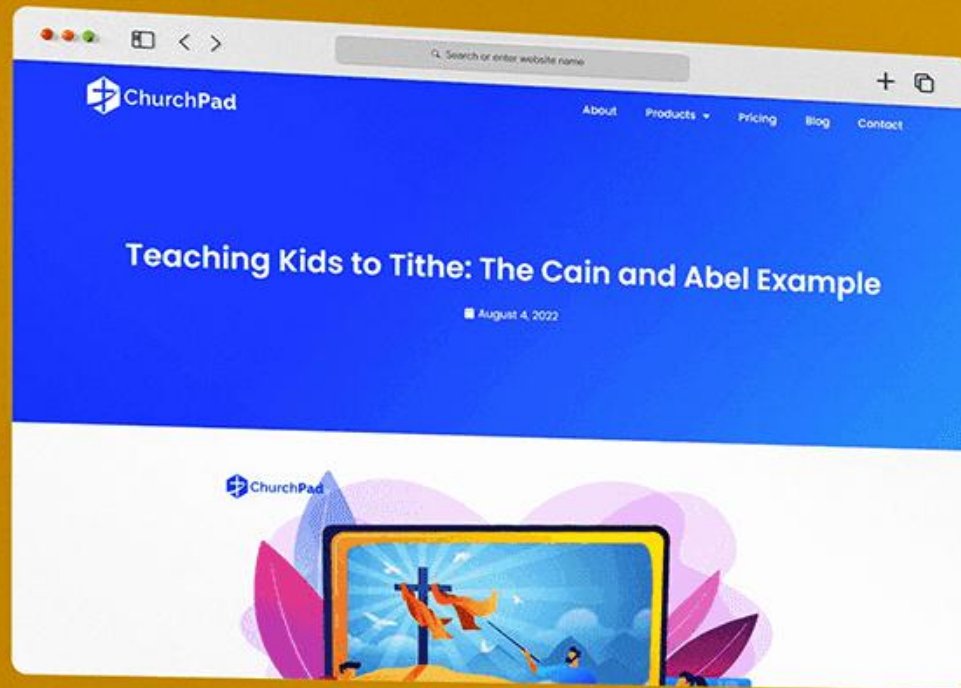 Search or enter website name
ChurchPad
About Products Pricing Blog Contact
Teaching Kids to Tithe: The Cain and Abel Example
August 4, 2022
ChurchPad